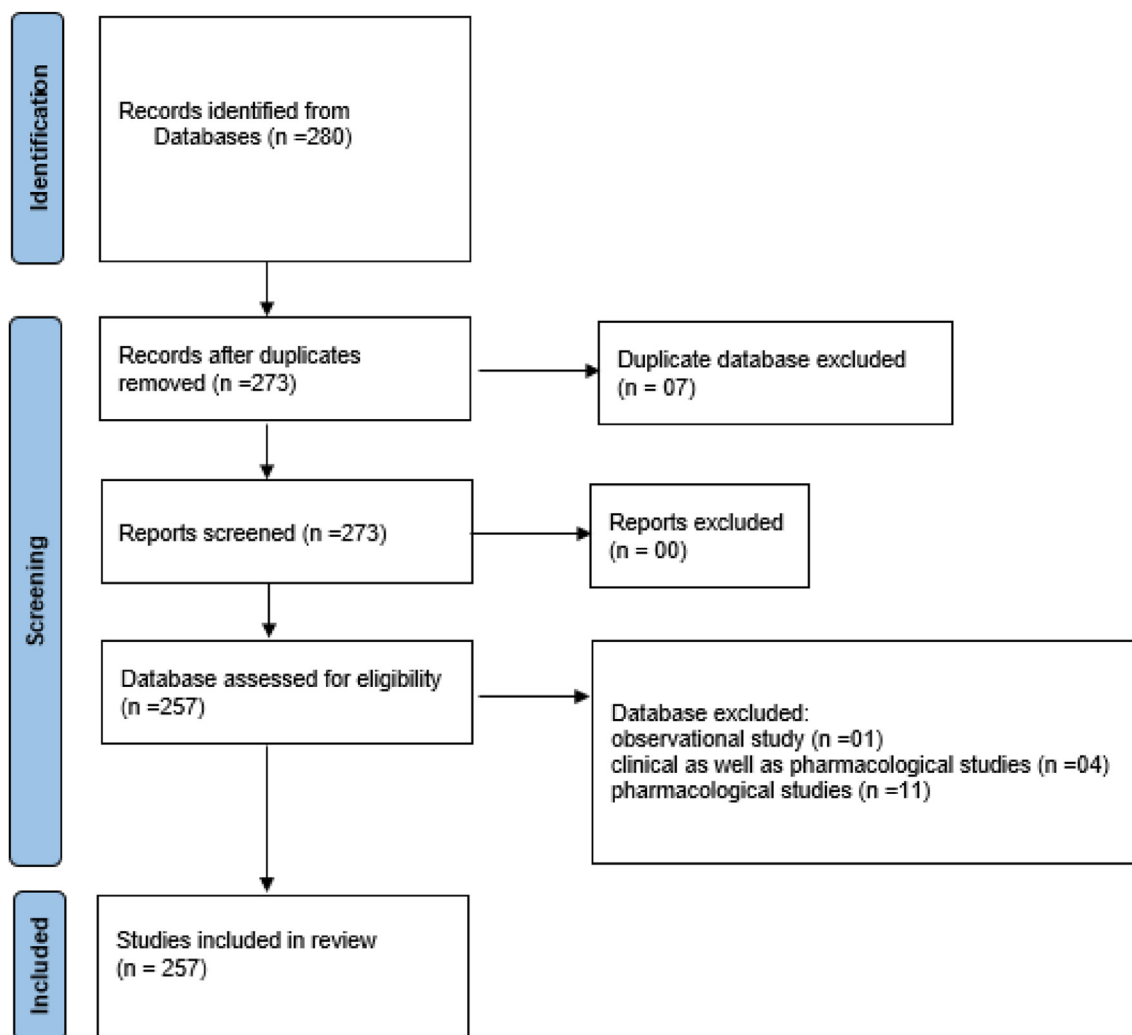 Identification
Records identified from
Databases (n =280)
Screening
Records after duplicates
removed (n =273)
Duplicate database excluded
(n = 07)
Reports screened (n =273)
Reports excluded
(n = 00)
Database assessed for eligibility
(n =257)
Database excluded:
observational study (n =01)
clinical as well as pharmacological studies (n =04)
pharmacological studies (n =11)
Included
Studies included in review
(n = 257)